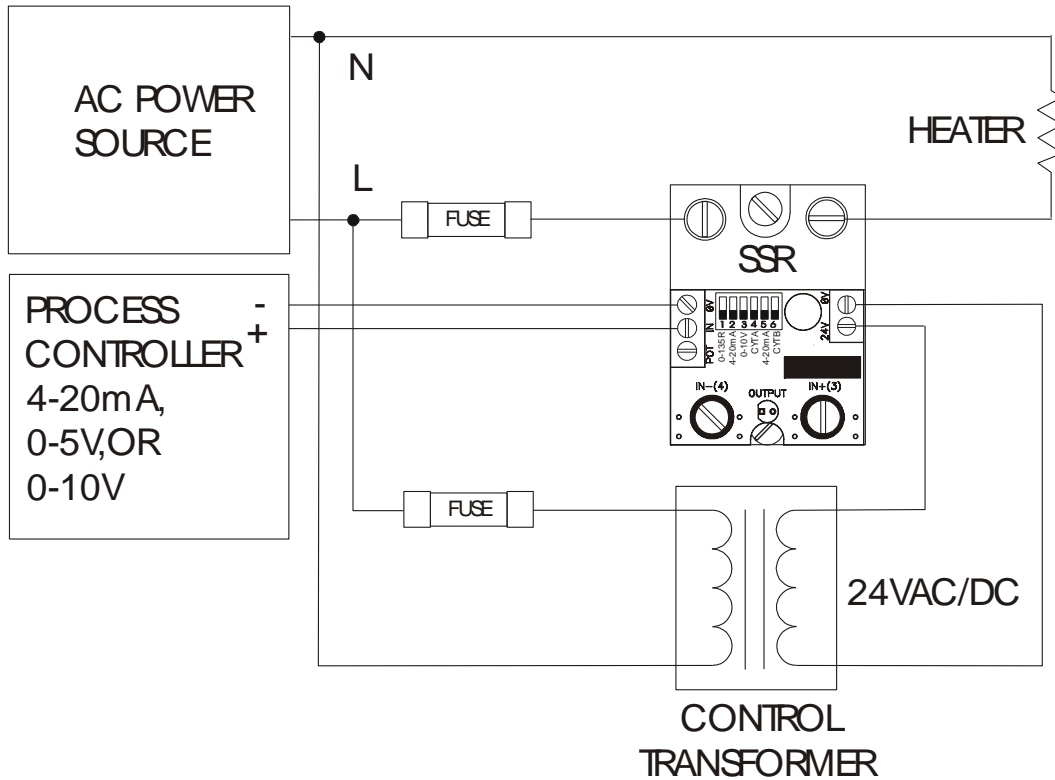 AC POWER
SOURCE
N
L
HEATER
FUSE
SSR
PROCESS
CONTROLLER
4-20mA,
0-5V,OR
0-10V
-
+
0V
IN
POT
1 2 3 4 5 6
0-135R
4-20mA
0-10V
CYTA
4-20mA
CYTB
0V
24V
IN-(4)
OUTPUT
IN+(3)
FUSE
24VAC/DC
CONTROL
TRANSFORMER